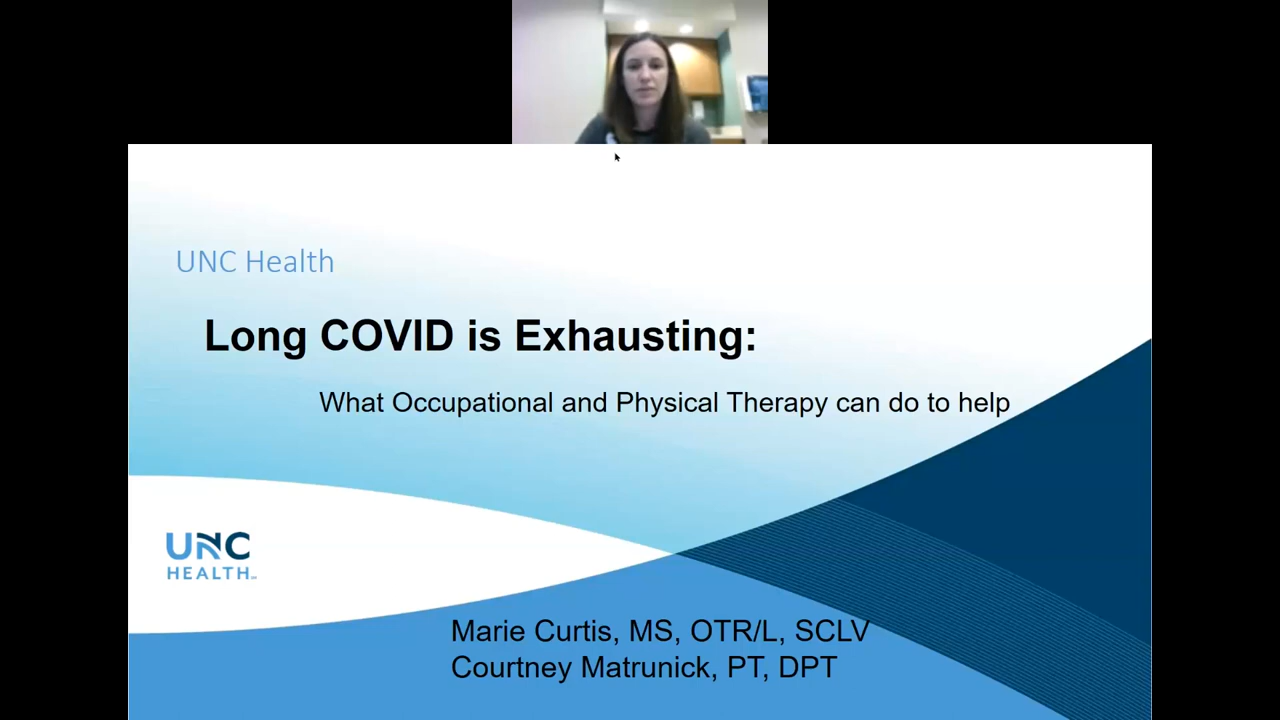 UNC Health
Long COVID is Exhausting:
What Occupational and Physical Therapy can do to help
UNC
HEALTH
Marie Curtis, MS, OTR/L, SCLV
Courtney Matrunick, PT, DPT